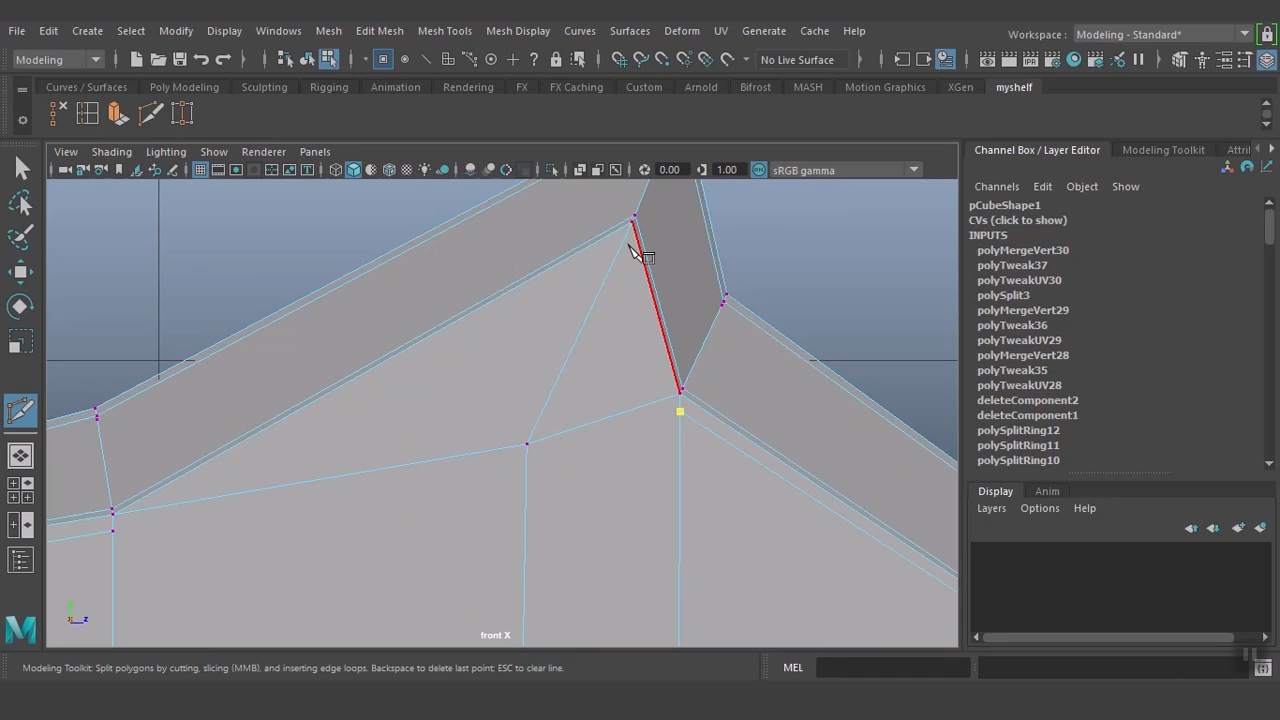 File Edit Create Select Modify Display Windows Mesh Edit Mesh Mesh Tools Mesh Display Curves Surfaces Deform UV Generate Cache Help
Workspace : Modeling - Standard*
Modeling
No Live Surface
Curves / Surfaces Poly Modeling Sculpting Rigging Animation Rendering FX FX Caching Custom Arnold Bifrost MASH Motion Graphics XGen myshelf
View Shading Lighting Show Renderer Panels
Channel Box / Layer Editor Modeling Toolkit Attri
0.00 1.00 sRGB gamma
Channels Edit Object Show
pCubeShape1
CVs (click to show)
INPUTS
polyMergeVert30
polyTweak37
polyTweakUV30
polySplit3
polyMergeVert29
polyTweak36
polyTweakUV29
polyMergeVert28
polyTweak35
polyTweakUV28
deleteComponent2
deleteComponent1
polySplitRing12
polySplitRing11
polySplitRing10
Display Anim
Layers Options Help
front X
Modeling Toolkit: Split polygons by cutting, slicing (MMB), and inserting edge loops. Backspace to delete last point; ESC to clear line.
MEL